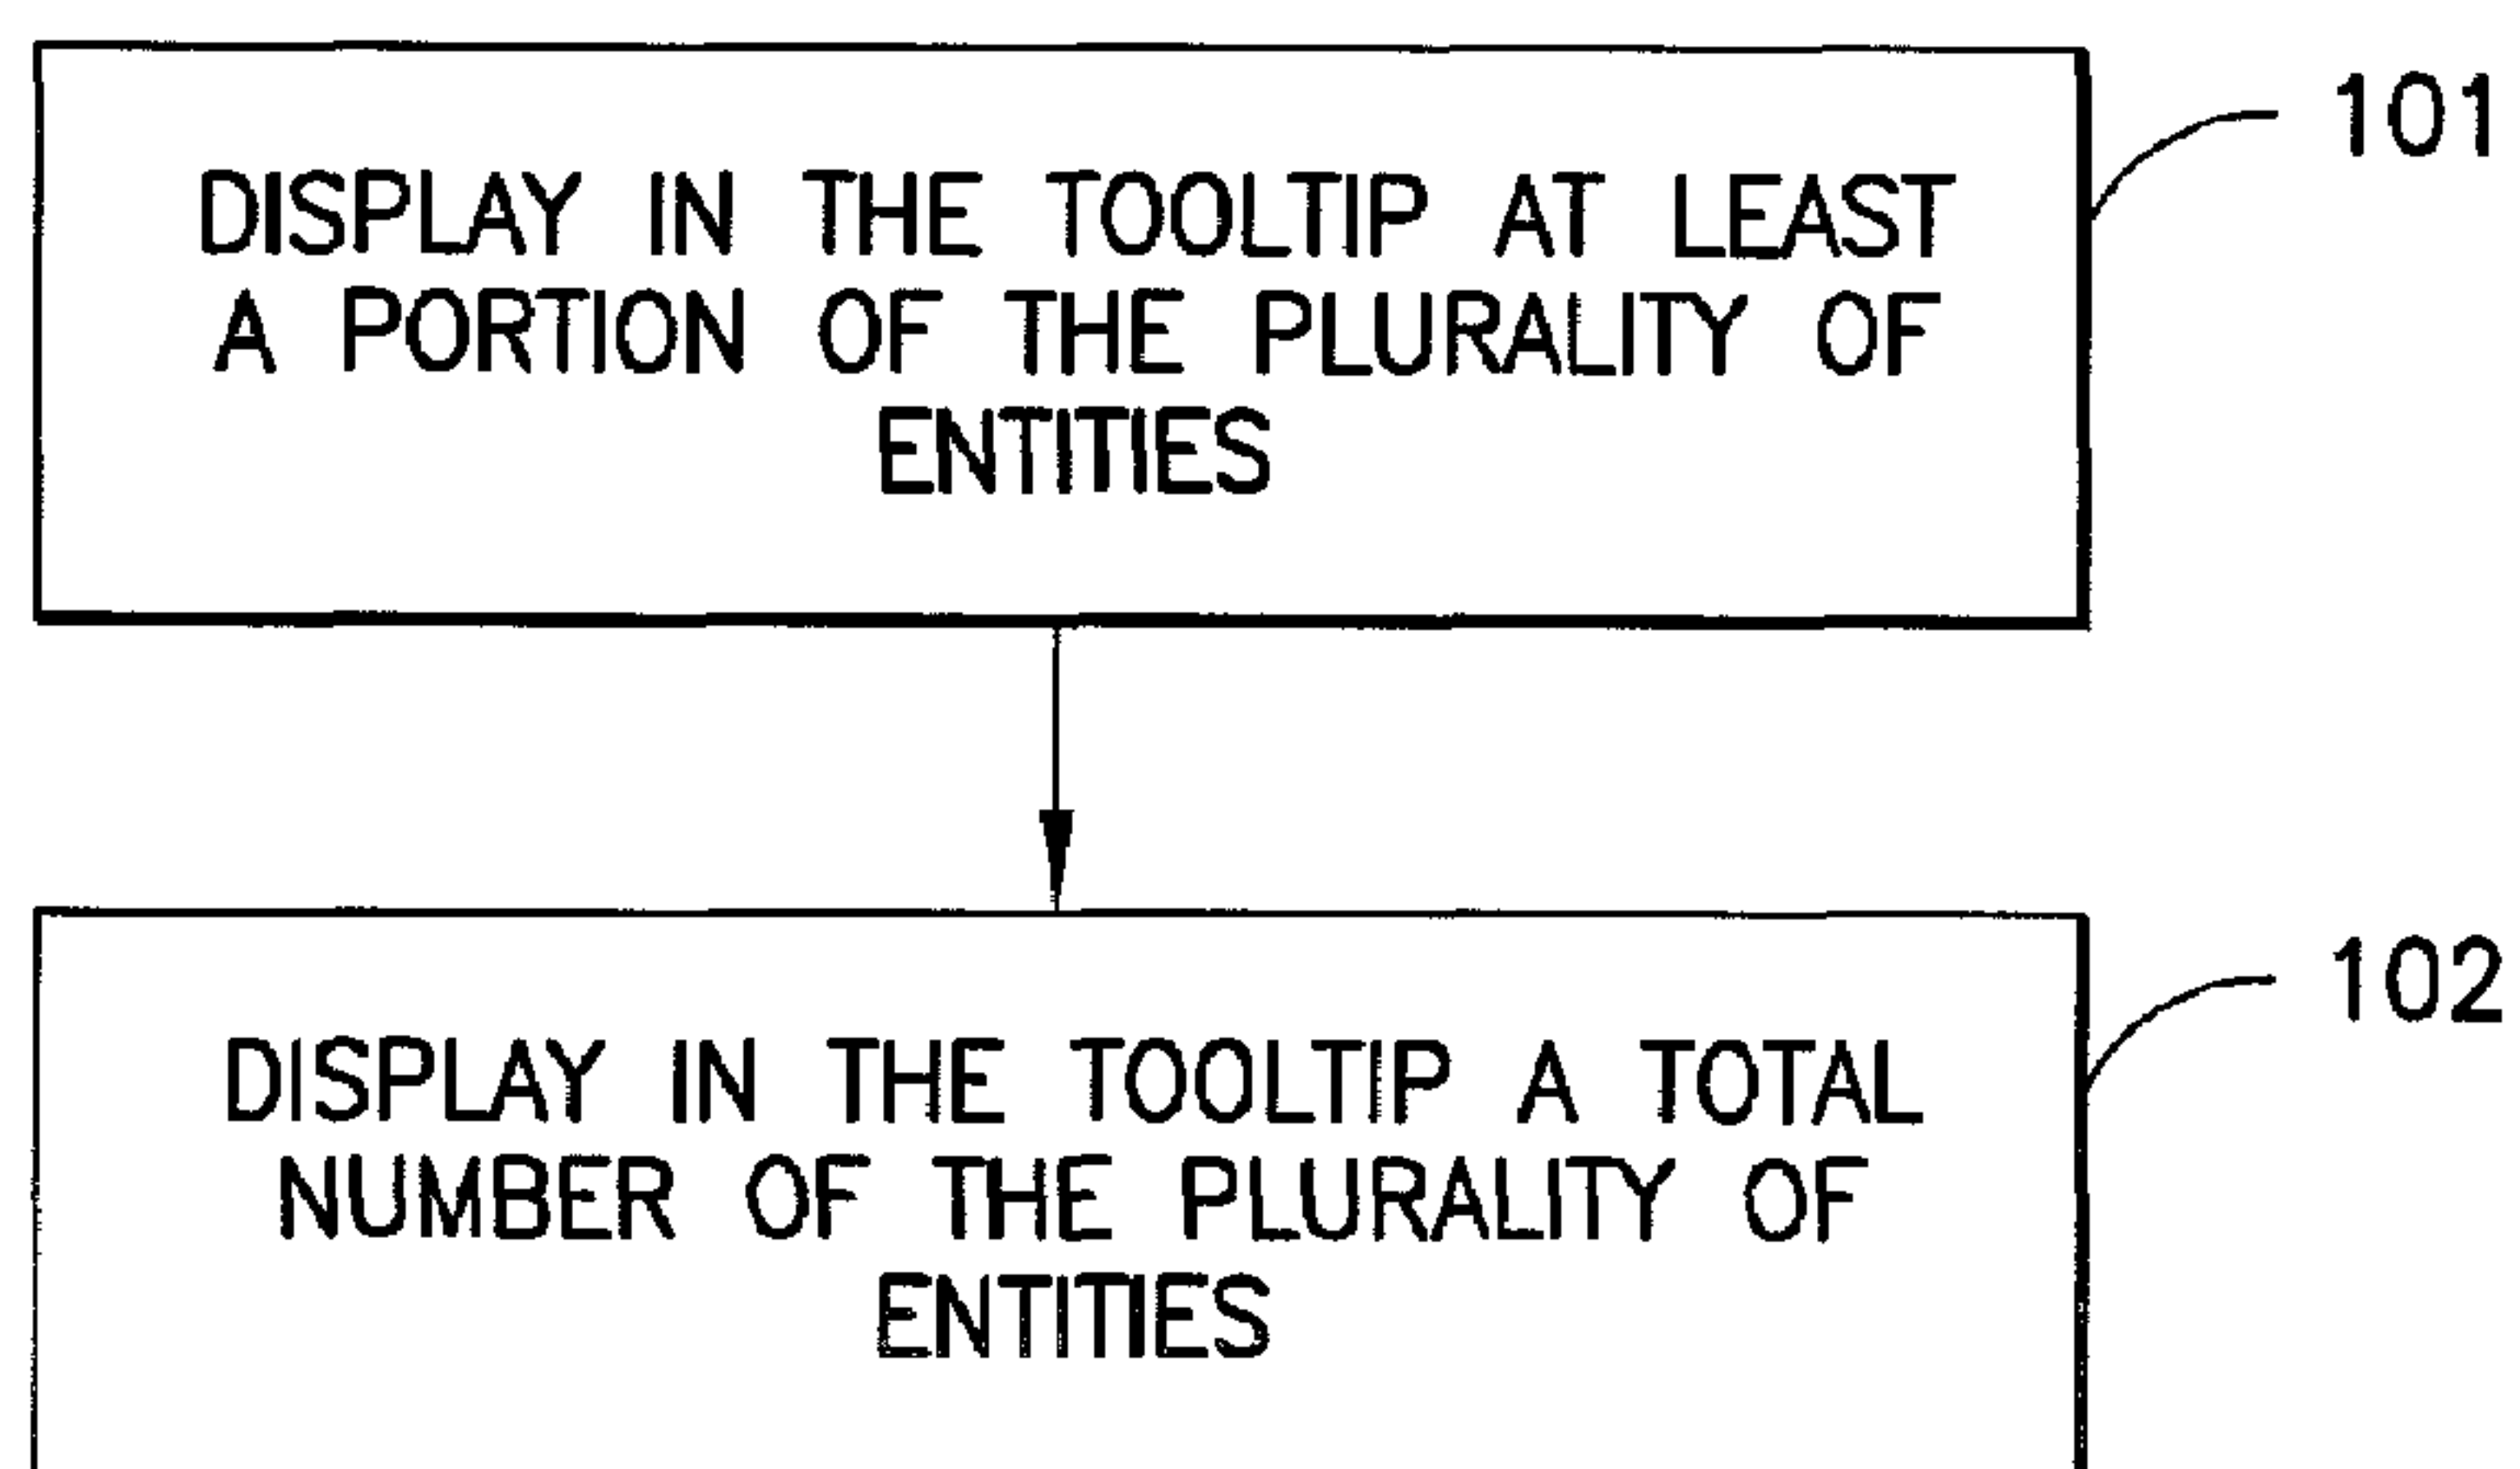 DISPLAY IN THE TOOLTIP AT LEAST
A PORTION OF THE PLURALITY OF
ENTITIES
101
DISPLAY IN THE TOOLTIP A TOTAL
NUMBER OF THE PLURALITY OF
ENTITIES
102